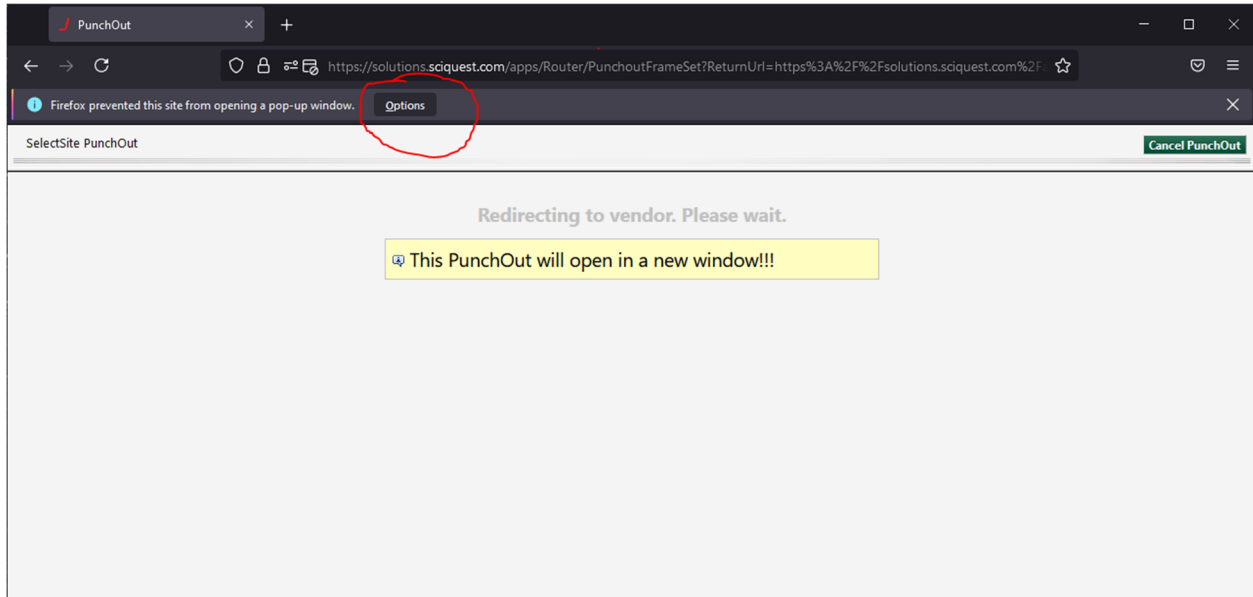 PunchOut
https://solutions.sciquest.com/apps/Router/PunchoutFrameSet?ReturnUrl=https%3A%2F%2Fsolutions.sciquest.com%2F
Firefox prevented this site from opening a pop-up window. Options
SelectSite PunchOut
Cancel PunchOut
Redirecting to vendor. Please wait.
This PunchOut will open in a new window!!!